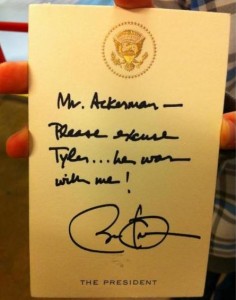 Mr. Ackerman —
Please excuse
Tyler... he was
with me!
THE PRESIDENT